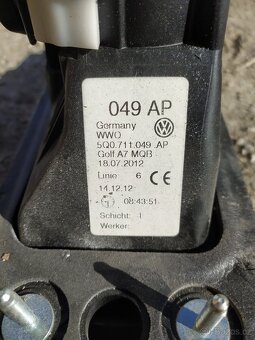 049 AP
Germany
WWO
5Q0.711.049 .AP
Golf A7 MQB
18.07.2012
Linie 6 CE
14.12.12
08:43:51
Schicht: 1
Werker: